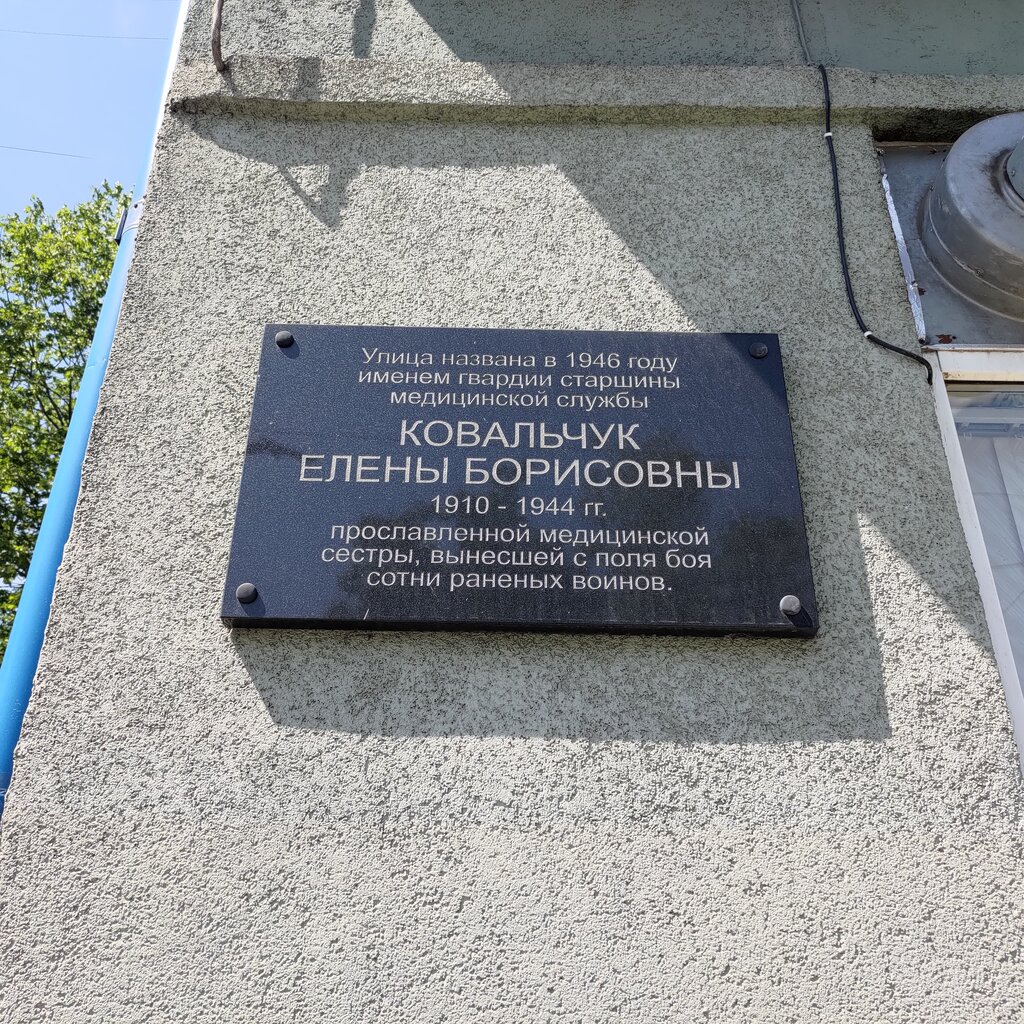 Улица названа в 1946 году
именем гвардии старшины
медицинской службы
КОВАЛЬЧУК
ЕЛЕНЫ БОРИСОВНЫ
1910 - 1944 гг.
прославленной медицинской
сестры, вынесшей с поля боя
сотни раненых воинов.